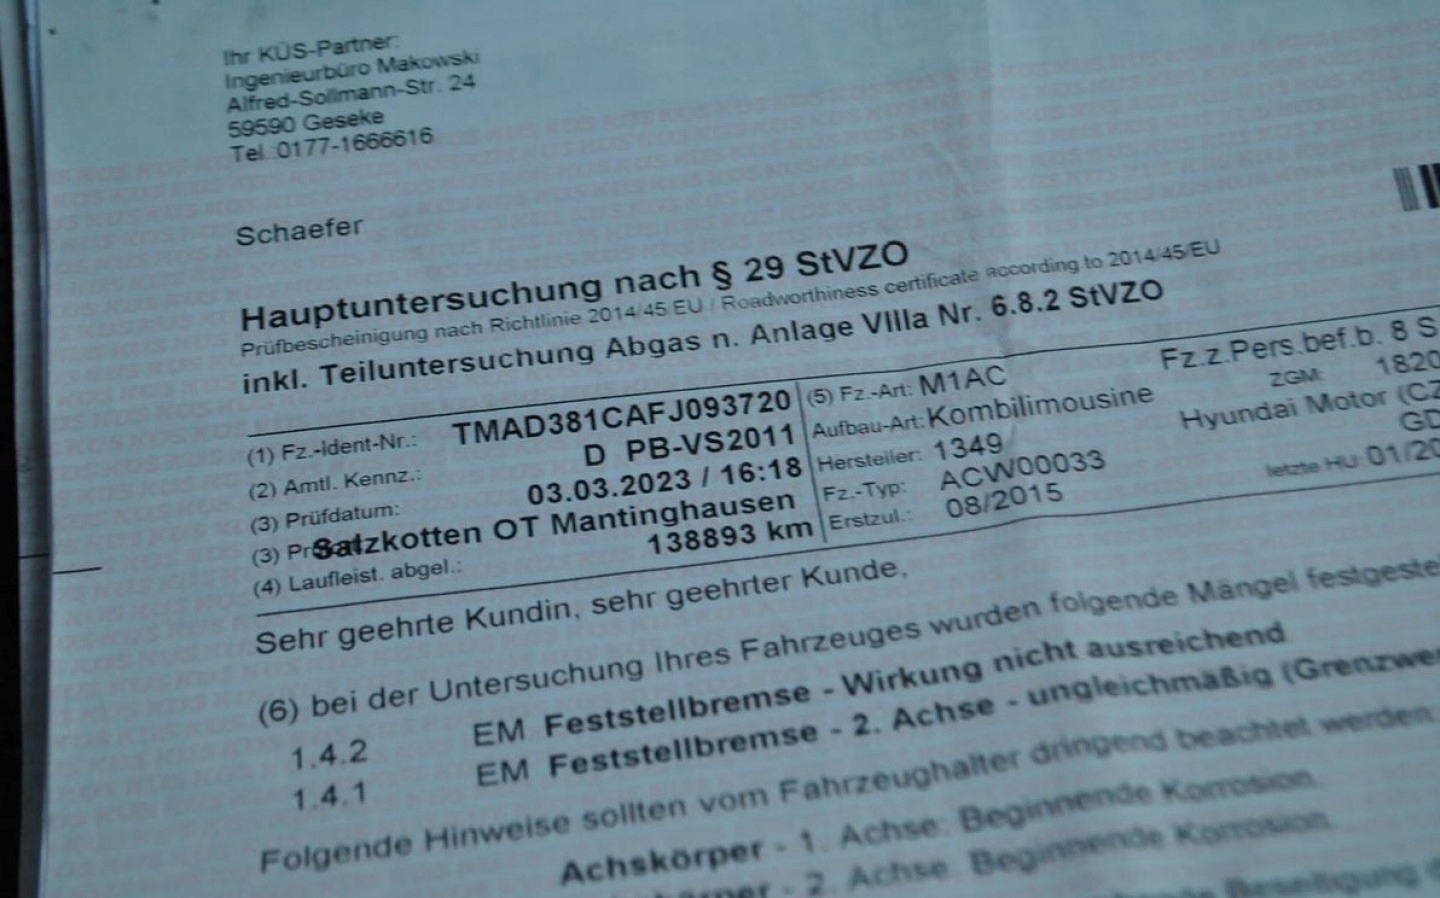 Ihr KÜS-Partner:
Ingenieurbüro Makowski
Alfred-Sollmann-Str. 24
59590 Geseke
Tel.:0177-1666616
Schaefer
Hauptuntersuchung nach § 29 StVZO
Prüfbescheinigung nach Richtlinie 2014/45/EU / Roadworthiness certificate according to 2014/45/EU
inkl. Teiluntersuchung Abgas n. Anlage VIIIa Nr. 6.8.2 StVZO
(1) Fz.-Ident-Nr.: TMAD381CAFJ093720 (5) Fz.-Art: M1AC Fz.z.Pers.bef.b. 8 S
(2) Amtl. Kennz.: D PB-VS2011 Aufbau-Art: Kombilimousine ZGM: 1820
(3) Prüfdatum: 03.03.2023 / 16:18 Hersteller: 1349 Hyundai Motor (CZ
(3) Salzkotten OT Mantinghausen Fz.-Typ: ACW00033 GD
(4) Laufleist. abgel.: 138893 km Erstzul.: 08/2015 letzte HU: 01/20
Sehr geehrte Kundin, sehr geehrter Kunde,
(6) bei der Untersuchung Ihres Fahrzeuges wurden folgende Mängel festgestel
1.4.2 EM Feststellbremse - Wirkung nicht ausreichend
1.4.1 EM Feststellbremse - 2. Achse - ungleichmäßig (Grenzwe
Folgende Hinweise sollten vom Fahrzeughalter dringend beachtet werden:
Achskörper - 1. Achse: Beginnende Korrosion.
- 2. Achse: Beginnende Korrosion.
Beseitigung